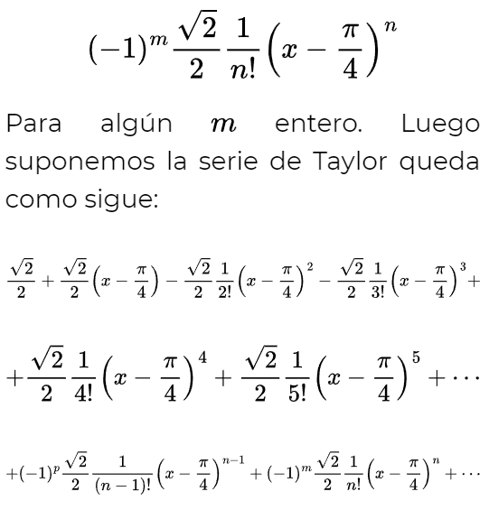 (-1)^m \frac{\sqrt{2}}{2} \frac{1}{n!} \left( x - \frac{\pi}{4} \right)^n
Para algún m entero. Luego
suponemos la serie de Taylor queda
como sigue:
\frac{\sqrt{2}}{2} + \frac{\sqrt{2}}{2} \left( x - \frac{\pi}{4} \right) - \frac{\sqrt{2}}{2} \frac{1}{2!} \left( x - \frac{\pi}{4} \right)^2 - \frac{\sqrt{2}}{2} \frac{1}{3!} \left( x - \frac{\pi}{4} \right)^3 +
+ \frac{\sqrt{2}}{2} \frac{1}{4!} \left( x - \frac{\pi}{4} \right)^4 + \frac{\sqrt{2}}{2} \frac{1}{5!} \left( x - \frac{\pi}{4} \right)^5 + \cdots
+ (-1)^p \frac{\sqrt{2}}{2} \frac{1}{(n-1)!} \left( x - \frac{\pi}{4} \right)^{n-1} + (-1)^m \frac{\sqrt{2}}{2} \frac{1}{n!} \left( x - \frac{\pi}{4} \right)^n + \cdots